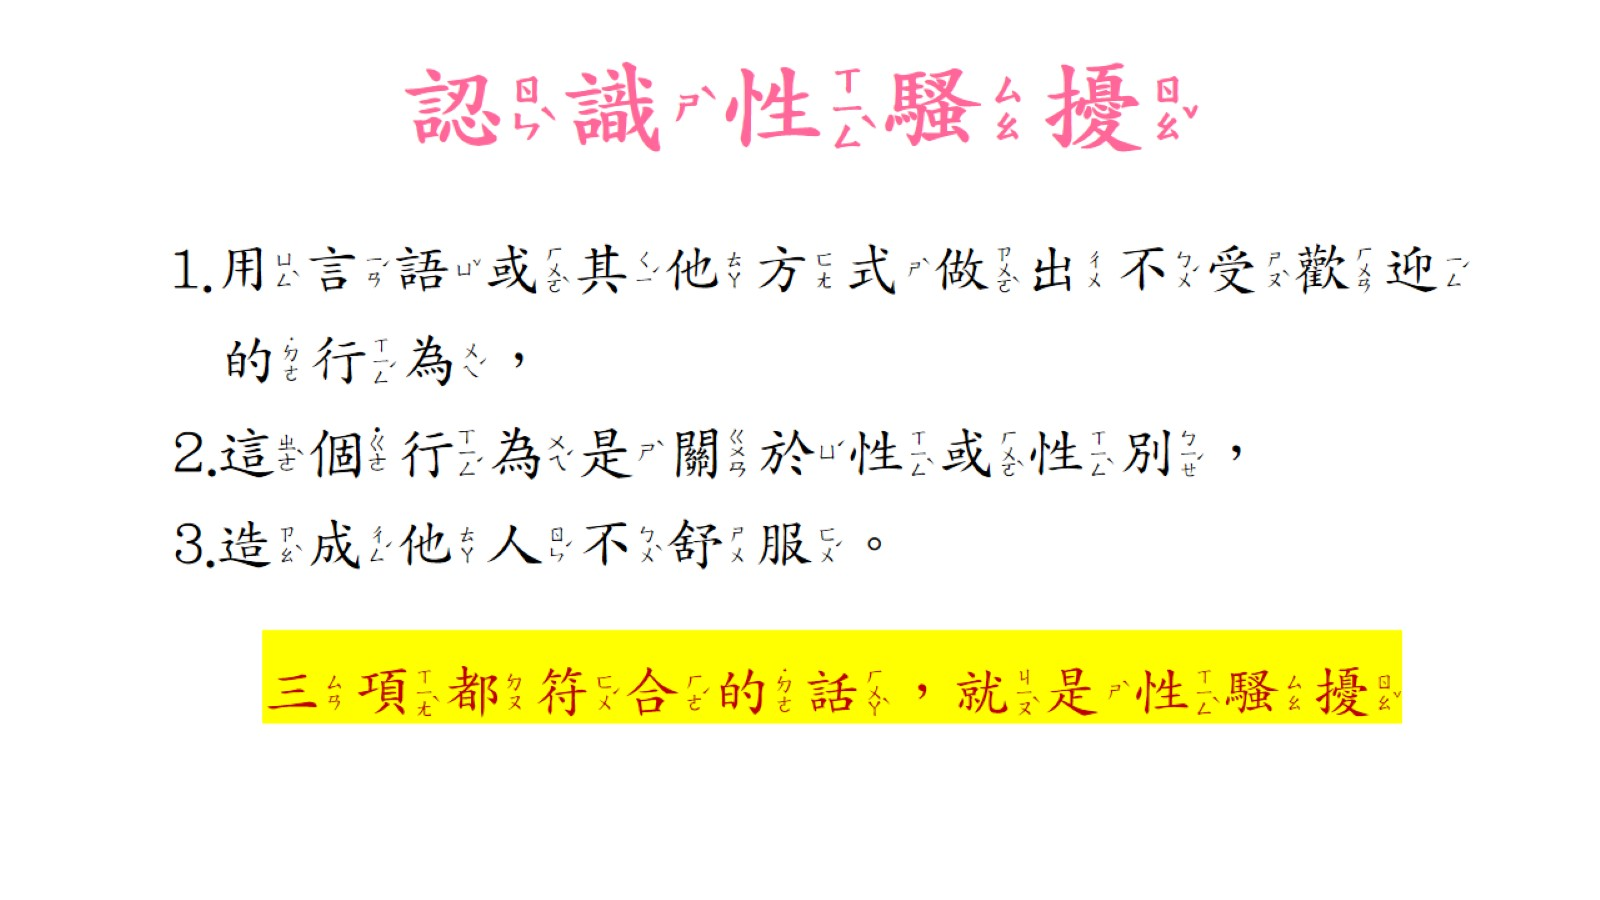 認識性騷擾
1.用言語或其他方式做出不受歡迎
的行為，
2.這個行為是關於性或性別，
3.造成他人不舒服。
三項都符合的話，就是性騷擾